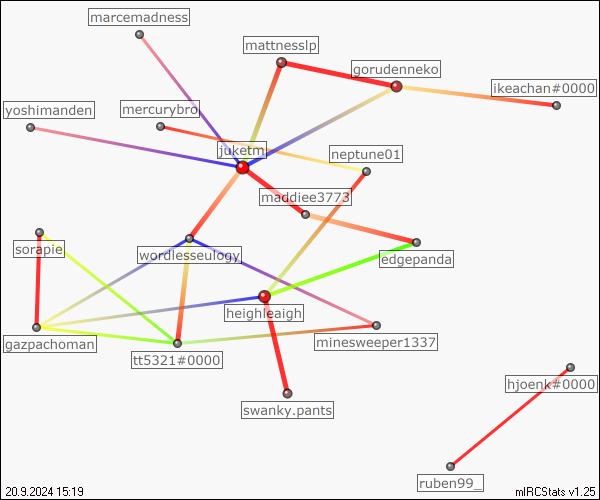 marcemadness
mattnesslp
gorudenneko
ikeachan#0000
yoshimanden
mercurybro
juketm
neptune01
maddiee3773
sorapie
wordlesseulogy
edgepanda
heighleaigh
gazpachoman
minesweeper1337
tt5321#0000
hjoenk#0000
swanky.pants
ruben99_
20.9.2024 15:19
mIRCStats v1.25